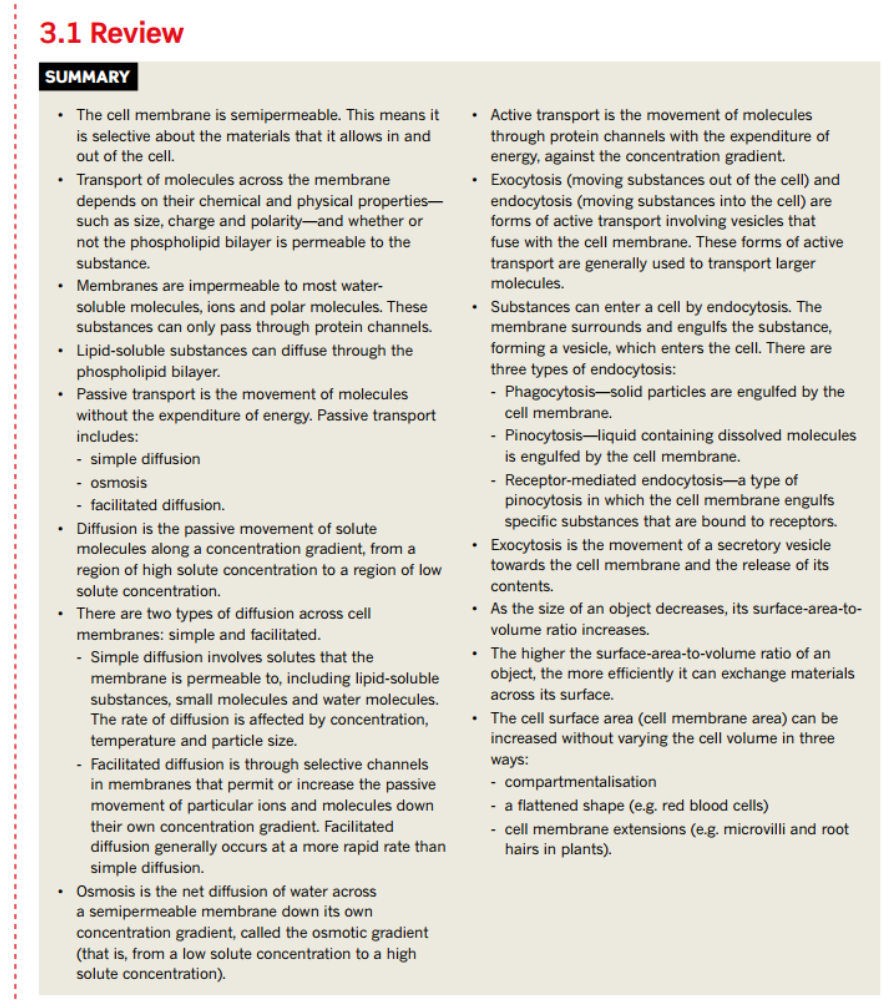 3.1 Review
SUMMARY
• The cell membrane is semipermeable. This means it
is selective about the materials that it allows in and
out of the cell.
• Transport of molecules across the membrane
depends on their chemical and physical properties—
such as size, charge and polarity—and whether or
not the phospholipid bilayer is permeable to the
substance.
• Membranes are impermeable to most water-
soluble molecules, ions and polar molecules. These
substances can only pass through protein channels.
• Lipid-soluble substances can diffuse through the
phospholipid bilayer.
• Passive transport is the movement of molecules
without the expenditure of energy. Passive transport
includes:
- simple diffusion
- osmosis
- facilitated diffusion.
• Diffusion is the passive movement of solute
molecules along a concentration gradient, from a
region of high solute concentration to a region of low
solute concentration.
• There are two types of diffusion across cell
membranes: simple and facilitated.
- Simple diffusion involves solutes that the
membrane is permeable to, including lipid-soluble
substances, small molecules and water molecules.
The rate of diffusion is affected by concentration,
temperature and particle size.
- Facilitated diffusion is through selective channels
in membranes that permit or increase the passive
movement of particular ions and molecules down
their own concentration gradient. Facilitated
diffusion generally occurs at a more rapid rate than
simple diffusion.
• Osmosis is the net diffusion of water across
a semipermeable membrane down its own
concentration gradient, called the osmotic gradient
(that is, from a low solute concentration to a high
solute concentration).
• Active transport is the movement of molecules
through protein channels with the expenditure of
energy, against the concentration gradient.
• Exocytosis (moving substances out of the cell) and
endocytosis (moving substances into the cell) are
forms of active transport involving vesicles that
fuse with the cell membrane. These forms of active
transport are generally used to transport larger
molecules.
• Substances can enter a cell by endocytosis. The
membrane surrounds and engulfs the substance,
forming a vesicle, which enters the cell. There are
three types of endocytosis:
- Phagocytosis—solid particles are engulfed by the
cell membrane.
- Pinocytosis—liquid containing dissolved molecules
is engulfed by the cell membrane.
- Receptor-mediated endocytosis—a type of
pinocytosis in which the cell membrane engulfs
specific substances that are bound to receptors.
• Exocytosis is the movement of a secretory vesicle
towards the cell membrane and the release of its
contents.
• As the size of an object decreases, its surface-area-to-
volume ratio increases.
• The higher the surface-area-to-volume ratio of an
object, the more efficiently it can exchange materials
across its surface.
• The cell surface area (cell membrane area) can be
increased without varying the cell volume in three
ways:
- compartmentalisation
- a flattened shape (e.g. red blood cells)
- cell membrane extensions (e.g. microvilli and root
hairs in plants).